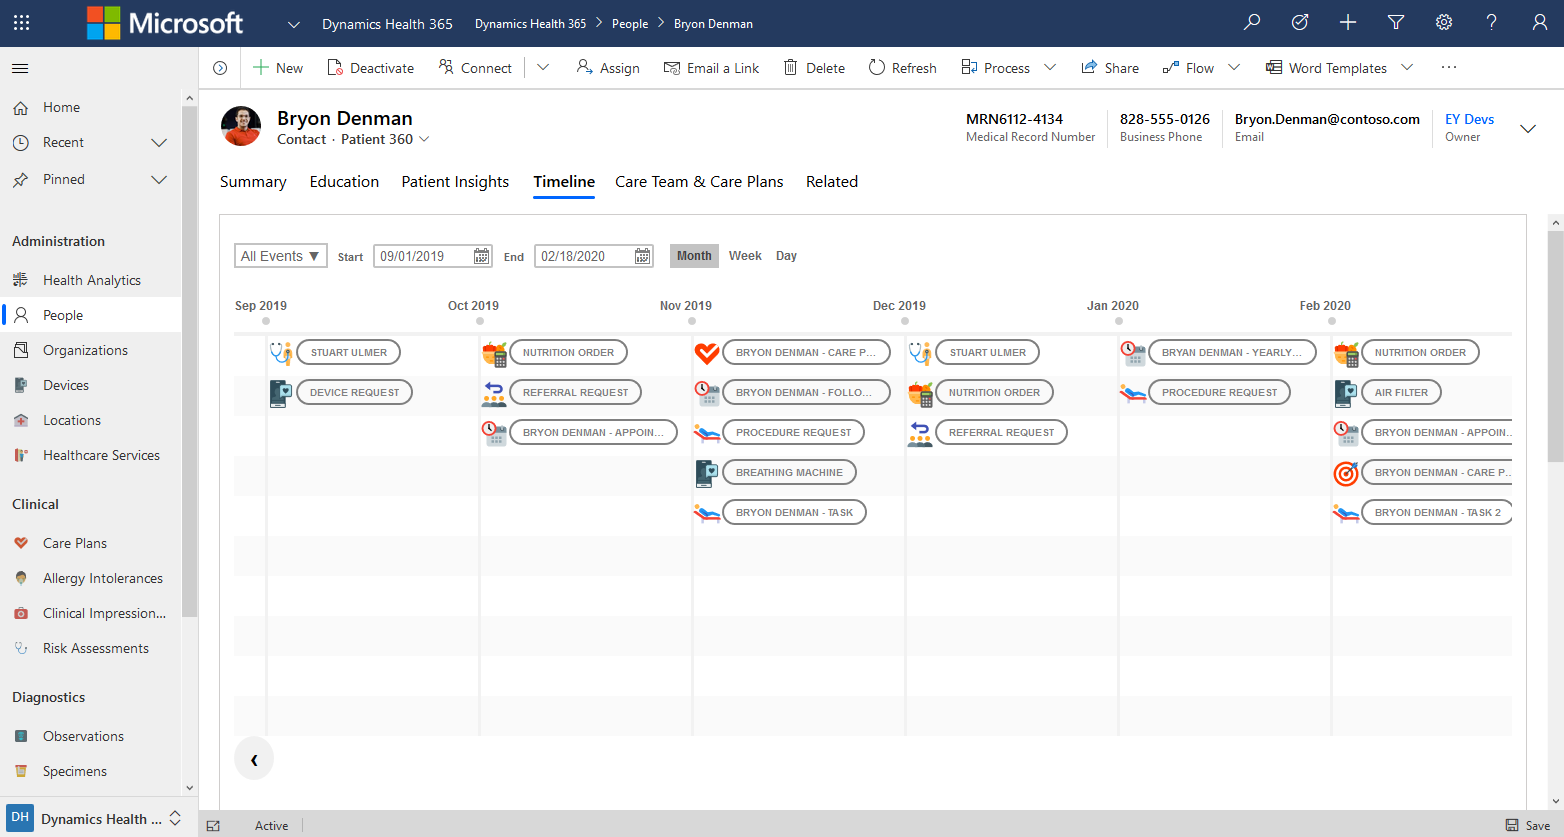 Microsoft
Dynamics Health 365
Dynamics Health 365 > People > Bryon Denman
New
Deactivate
Connect
Assign
Email a Link
Delete
Refresh
Process
Share
Flow
Word Templates
Home
Recent
Pinned
Administration
Health Analytics
People
Organizations
Devices
Locations
Healthcare Services
Clinical
Care Plans
Allergy Intolerances
Clinical Impression...
Risk Assessments
Diagnostics
Observations
Specimens
DH Dynamics Health ...
Bryon Denman
Contact · Patient 360
MRN6112-4134
Medical Record Number
828-555-0126
Business Phone
Bryon.Denman@contoso.com
Email
EY Devs
Owner
Summary Education Patient Insights Timeline Care Team & Care Plans Related
All Events ▼ Start 09/01/2019 End 02/18/2020 Month Week Day
Sep 2019 Oct 2019 Nov 2019 Dec 2019 Jan 2020 Feb 2020
STUART ULMER NUTRITION ORDER BRYON DENMAN - CARE P... STUART ULMER BRYAN DENMAN - YEARLY... NUTRITION ORDER
DEVICE REQUEST REFERRAL REQUEST BRYON DENMAN - FOLLO... NUTRITION ORDER PROCEDURE REQUEST AIR FILTER
BRYON DENMAN - APPOIN... PROCEDURE REQUEST REFERRAL REQUEST BRYON DENMAN - APPOIN...
BREATHING MACHINE BRYON DENMAN - CARE P...
BRYON DENMAN - TASK BRYON DENMAN - TASK 2
Active
Save